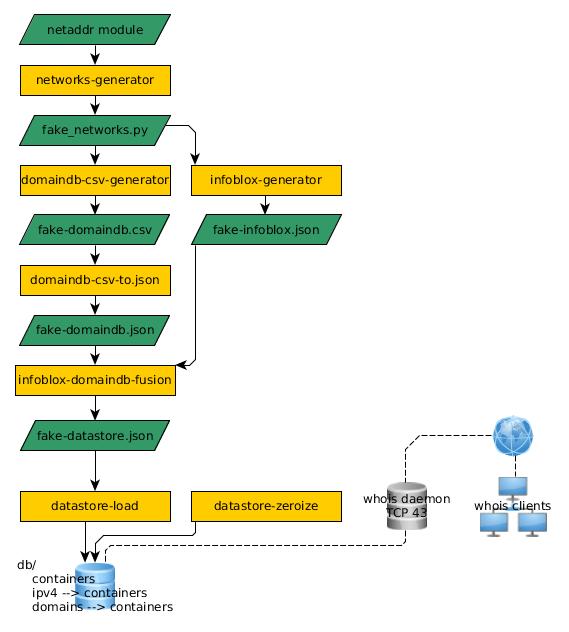 netaddr module
networks-generator
fake_networks.py
domaindb-csv-generator
infoblox-generator
fake-domaindb.csv
fake-infoblox.json
domaindb-csv-to.json
fake-domaindb.json
infoblox-domaindb-fusion
fake-datastore.json
datastore-load
datastore-zeroize
whois daemon
TCP 43
whois clients
db/
containers
ipv4 --> containers
domains --> containers